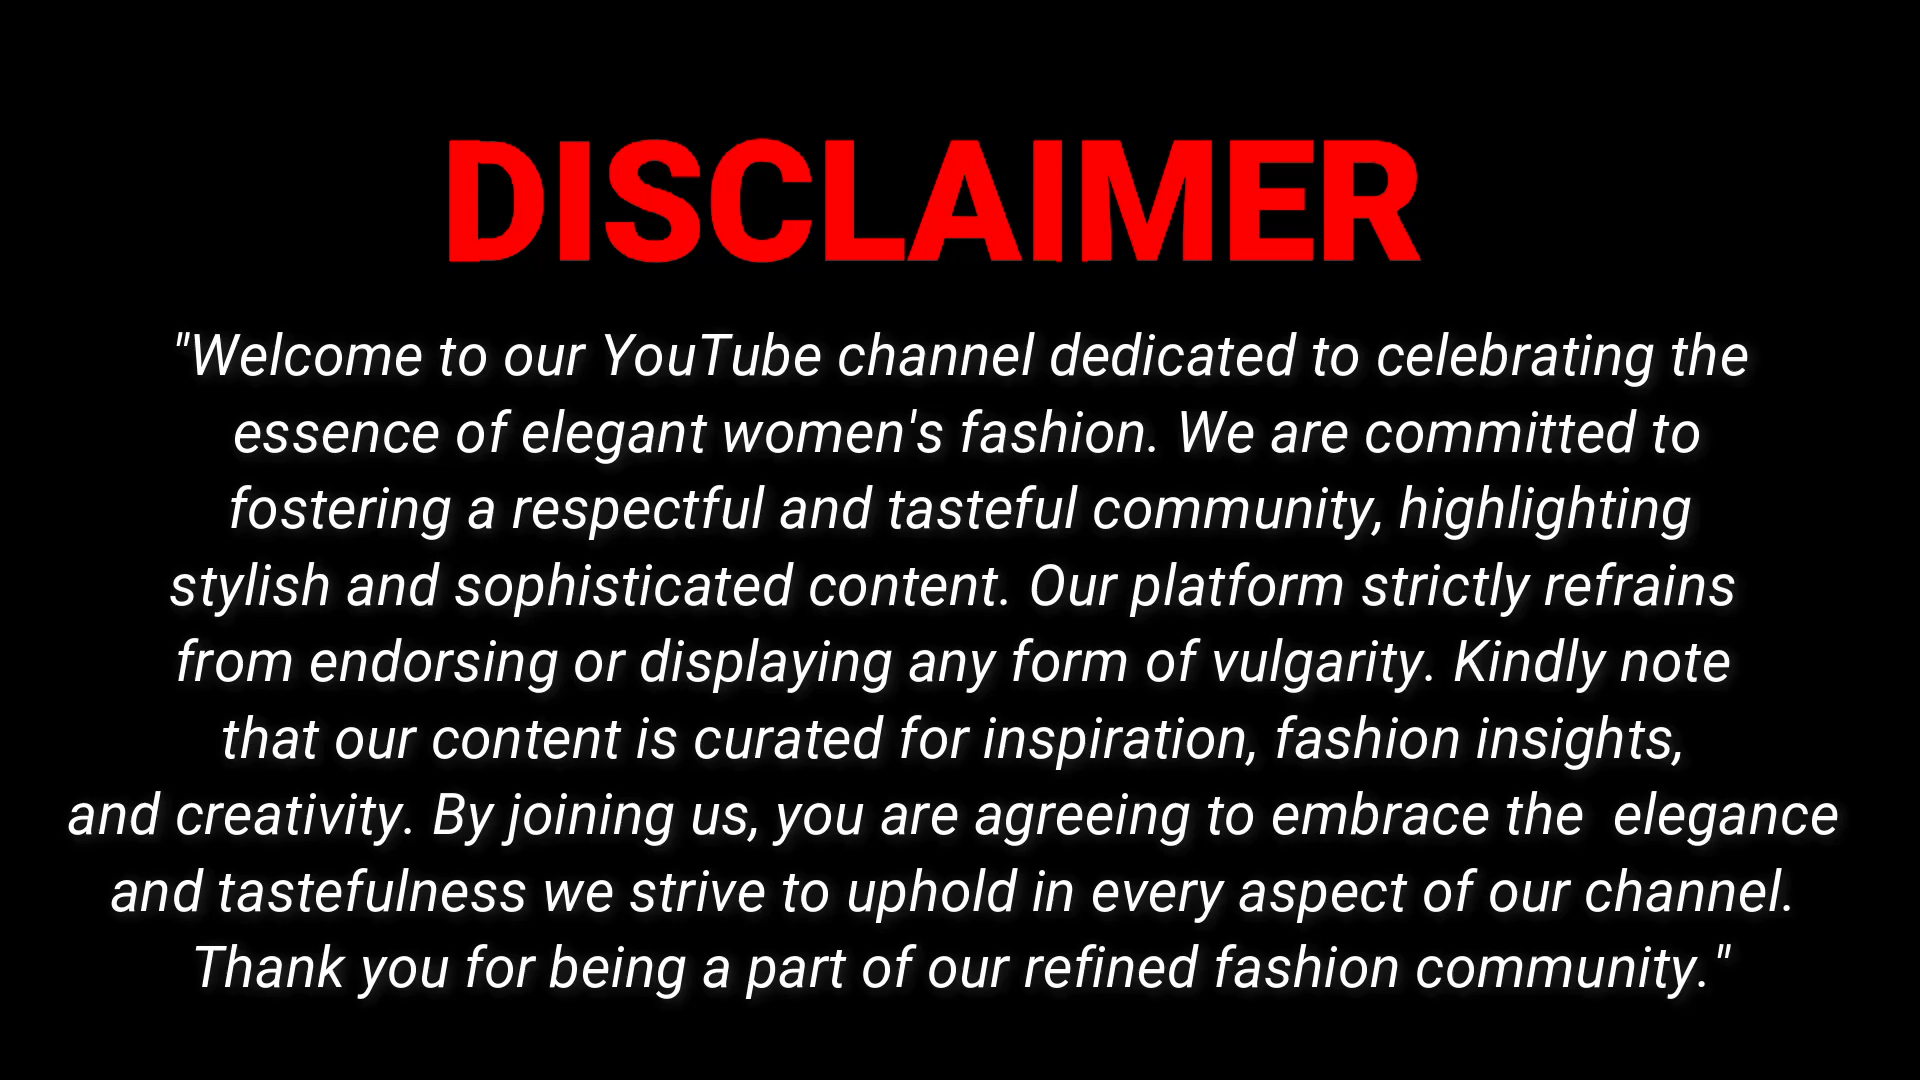 DISCLAIMER
"Welcome to our YouTube channel dedicated to celebrating the
essence of elegant women's fashion. We are committed to
fostering a respectful and tasteful community, highlighting
stylish and sophisticated content. Our platform strictly refrains
from endorsing or displaying any form of vulgarity. Kindly note
that our content is curated for inspiration, fashion insights,
and creativity. By joining us, you are agreeing to embrace the  elegance
and tastefulness we strive to uphold in every aspect of our channel.
Thank you for being a part of our refined fashion community."